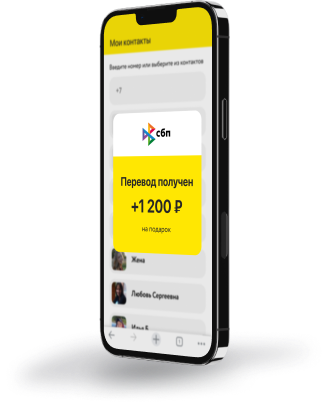 Мои контакты
Введите номер или выберите из контактов
+7
сбп
Перевод получен
+1 200 ₽
на подарок
Жена
Любовь Сергеевна